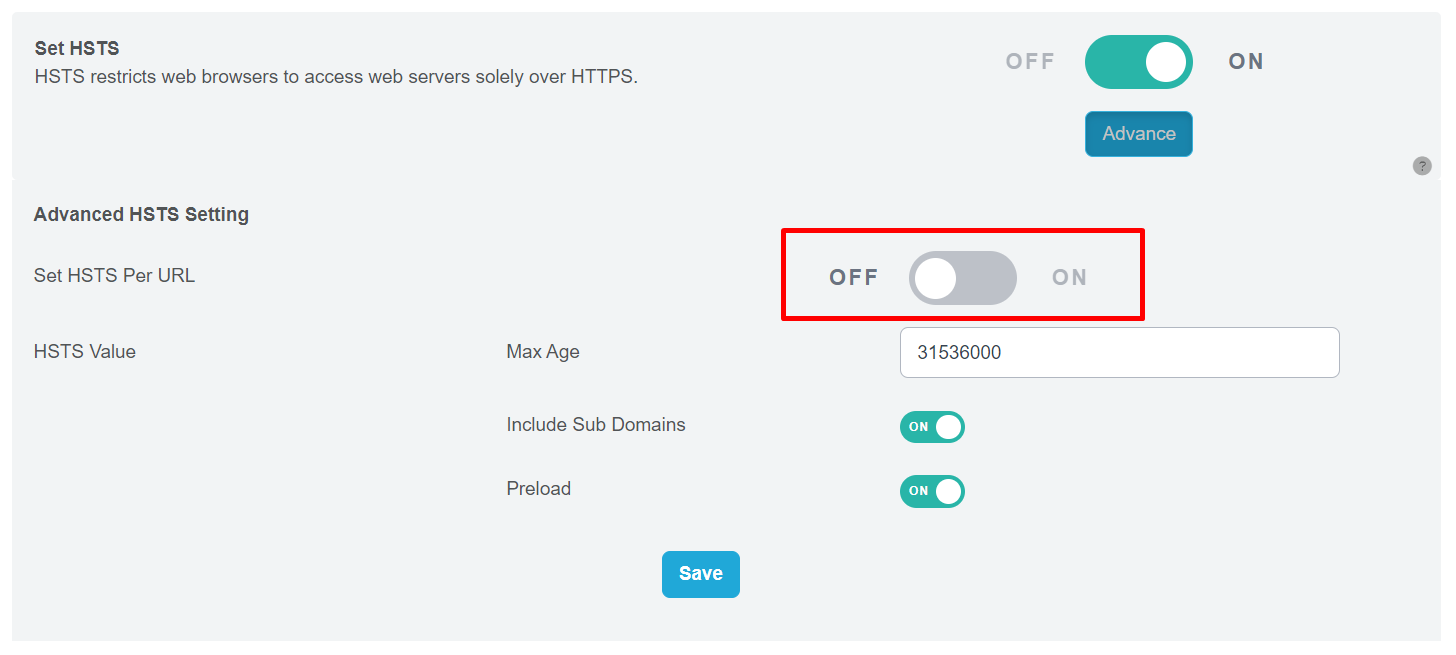 Set HSTS
HSTS restricts web browsers to access web servers solely over HTTPS.
OFF ON
Advance
?
Advanced HSTS Setting
Set HSTS Per URL
OFF ON
HSTS Value
Max Age
31536000
Include Sub Domains
ON
Preload
ON
Save